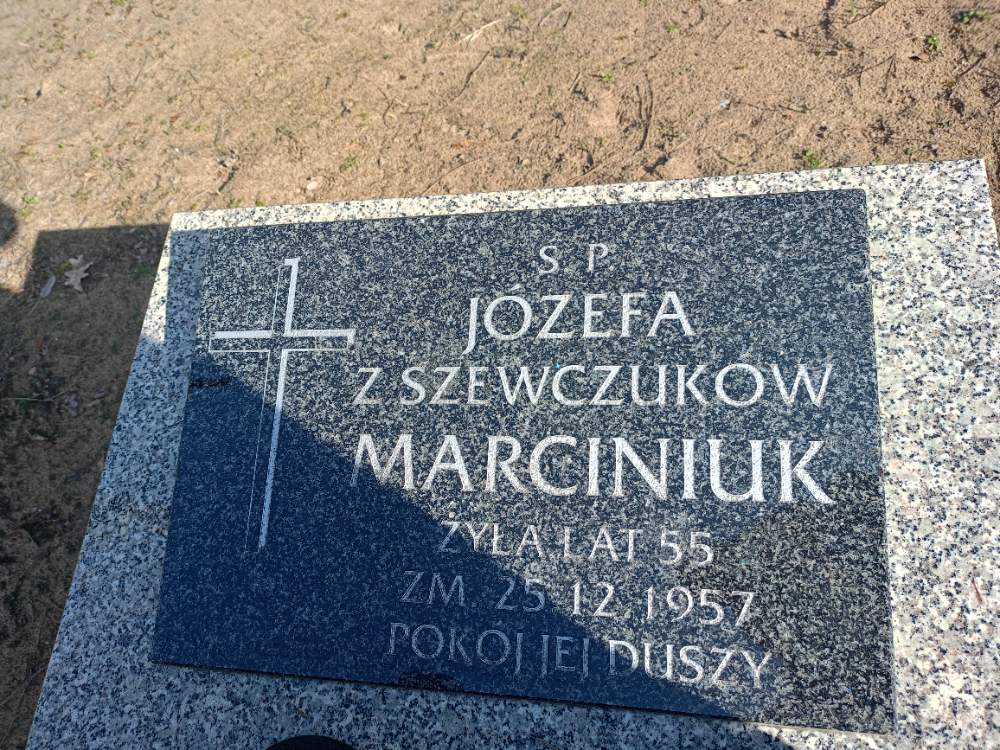 S P
JÓZEFA
Z SZEWCZUKÓW
MARCINIUK
ŻYŁA LAT 55
ZM. 25.12.1957
POKÓJ JEJ DUSZY